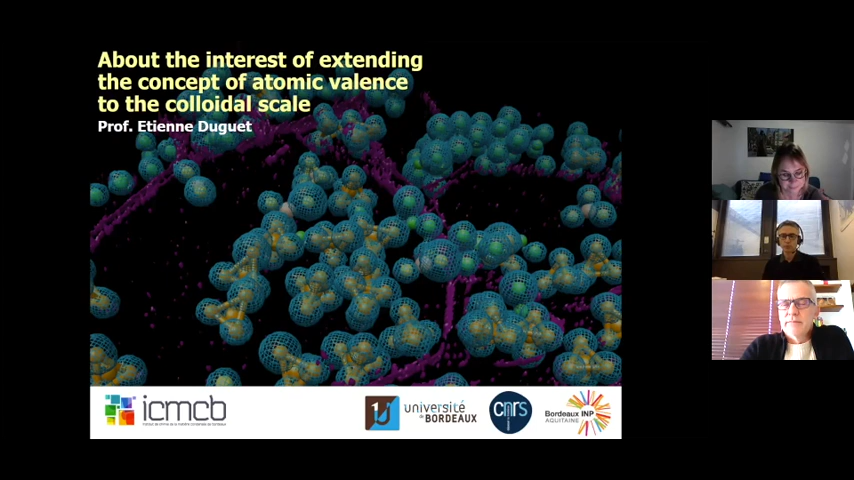 About the interest of extending
the concept of atomic valence
to the colloidal scale
Prof. Etienne Duguet
icmcb
université
de BORDEAUX
cnrs
Bordeaux INP
AQUITAINE